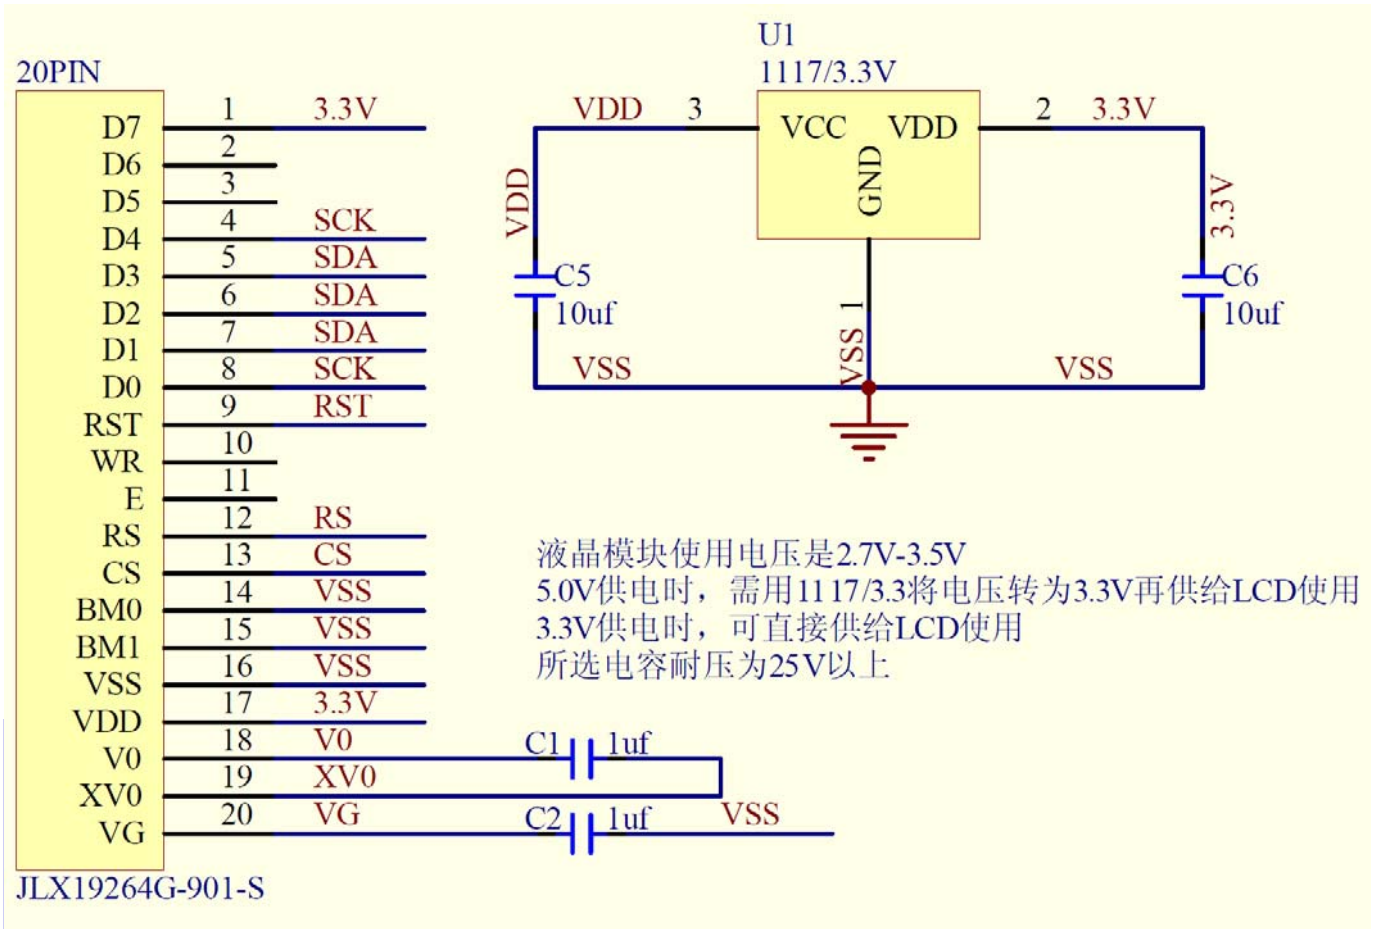 20PIN
D7 1 3.3V
D6 2
D5 3
D4 4 SCK
D3 5 SDA
D2 6 SDA
D1 7 SDA
D0 8 SCK
RST 9 RST
WR 10
E 11
RS 12 RS
CS 13 CS
BM0 14 VSS
BM1 15 VSS
VSS 16 VSS
VDD 17 3.3V
V0 18 V0 C1 1uf
XV0 19 XV0
VG 20 VG C2 1uf VSS
JLX19264G-901-S
U1
1117/3.3V
VDD 3 VCC VDD 2 3.3V
GND
VDD
3.3V
C5
10uf
C6
10uf
1
VSS
VSS
VSS
液晶模块使用电压是2.7V-3.5V
5.0V供电时，需用1117/3.3将电压转为3.3V再供给LCD使用
3.3V供电时，可直接供给LCD使用
所选电容耐压为25V以上